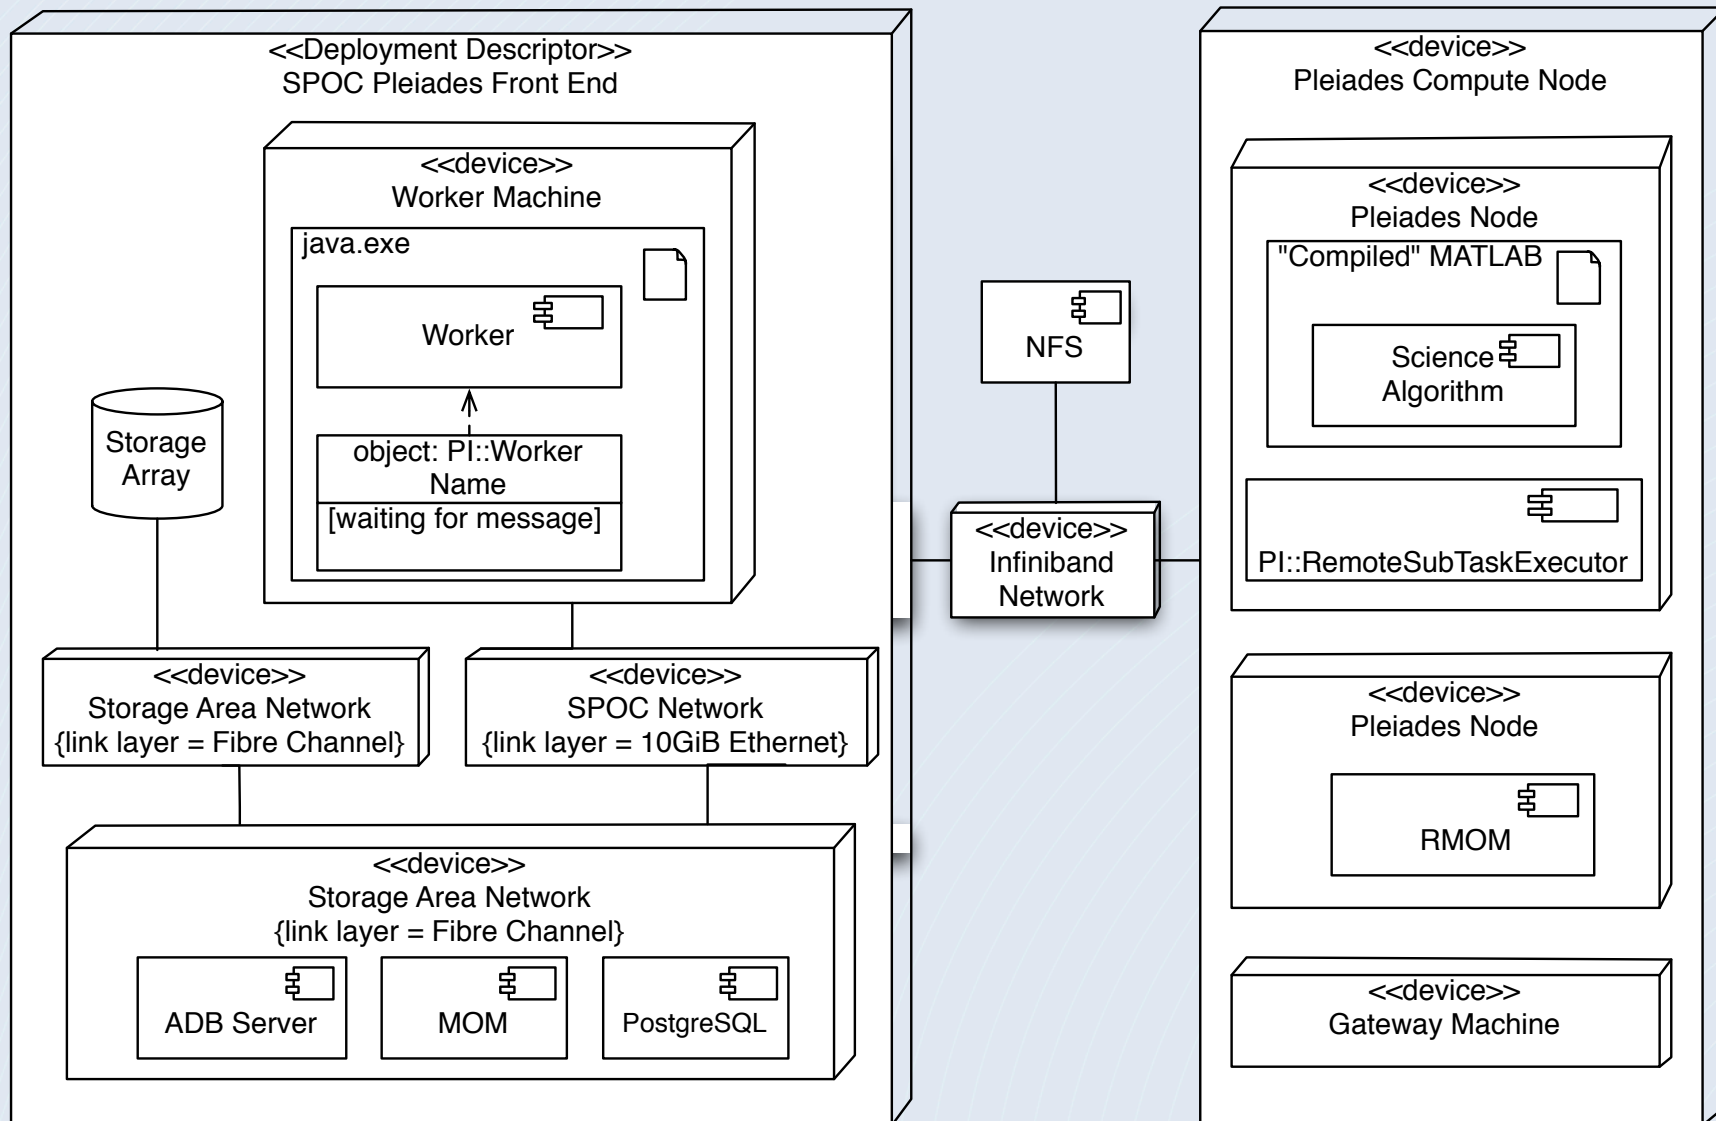 <<Deployment Descriptor>>
SPOC Pleiades Front End
<<device>>
Worker Machine
java.exe
Worker
object: PI::Worker
Name
[waiting for message]
Storage
Array
<<device>>
Storage Area Network
{link layer = Fibre Channel}
<<device>>
SPOC Network
{link layer = 10GiB Ethernet}
<<device>>
Storage Area Network
{link layer = Fibre Channel}
ADB Server
MOM
PostgreSQL
NFS
<<device>>
Infiniband
Network
<<device>>
Pleiades Compute Node
<<device>>
Pleiades Node
"Compiled" MATLAB
Science
Algorithm
PI::RemoteSubTaskExecutor
<<device>>
Pleiades Node
RMOM
<<device>>
Gateway Machine